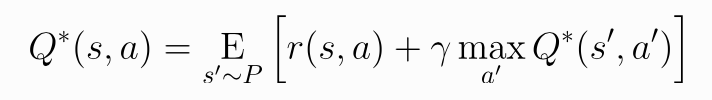 Q*(s, a) = E_{s′∼P} [ r(s, a) + γ max_{a′} Q*(s′, a′) ]